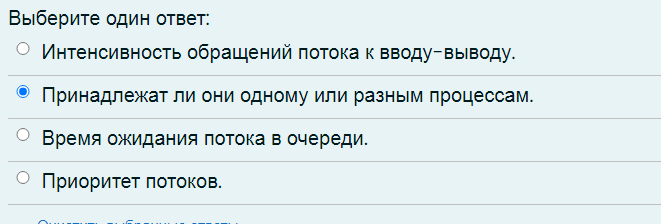 Выберите один ответ:
Интенсивность обращений потока к вводу-выводу.
Принадлежат ли они одному или разным процессам.
Время ожидания потока в очереди.
Приоритет потоков.